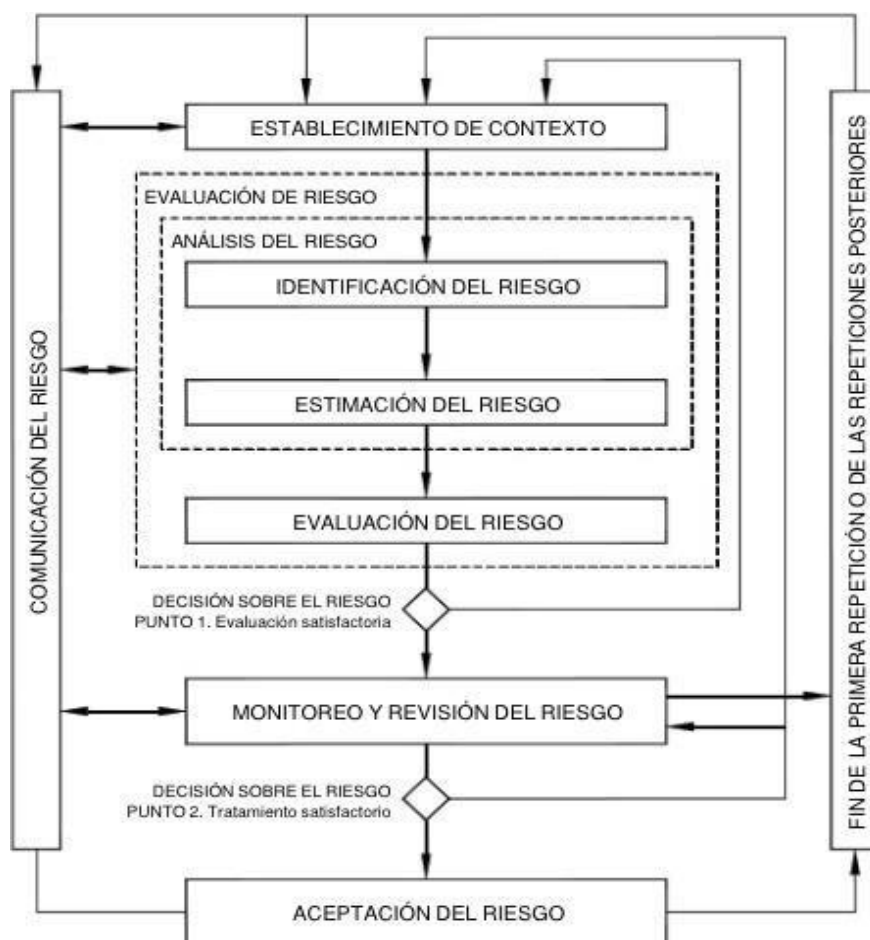 ESTABLECIMIENTO DE CONTEXTO
EVALUACIÓN DE RIESGO
ANÁLISIS DEL RIESGO
IDENTIFICACIÓN DEL RIESGO
ESTIMACIÓN DEL RIESGO
EVALUACIÓN DEL RIESGO
DECISIÓN SOBRE EL RIESGO
PUNTO 1. Evaluación satisfactoria
MONITOREO Y REVISIÓN DEL RIESGO
DECISIÓN SOBRE EL RIESGO
PUNTO 2. Tratamiento satisfactorio
ACEPTACIÓN DEL RIESGO
COMUNICACIÓN DEL RIESGO
FIN DE LA PRIMERA REPETICIÓN O DE LAS REPETICIONES POSTERIORES